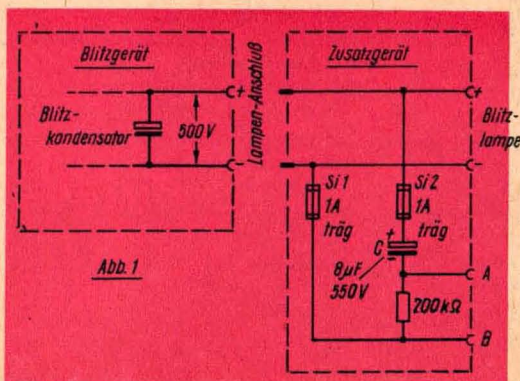 Blitzgerät
Blitz-
kondensator
500V
+
-
Lampen-Anschluß
Zusatzgerät
+
-
Blitz-
lampe
Si 1
1A
träg
Si 2
1A
träg
+
C
-
8µF
550V
200kΩ
A
B
Abb. 1